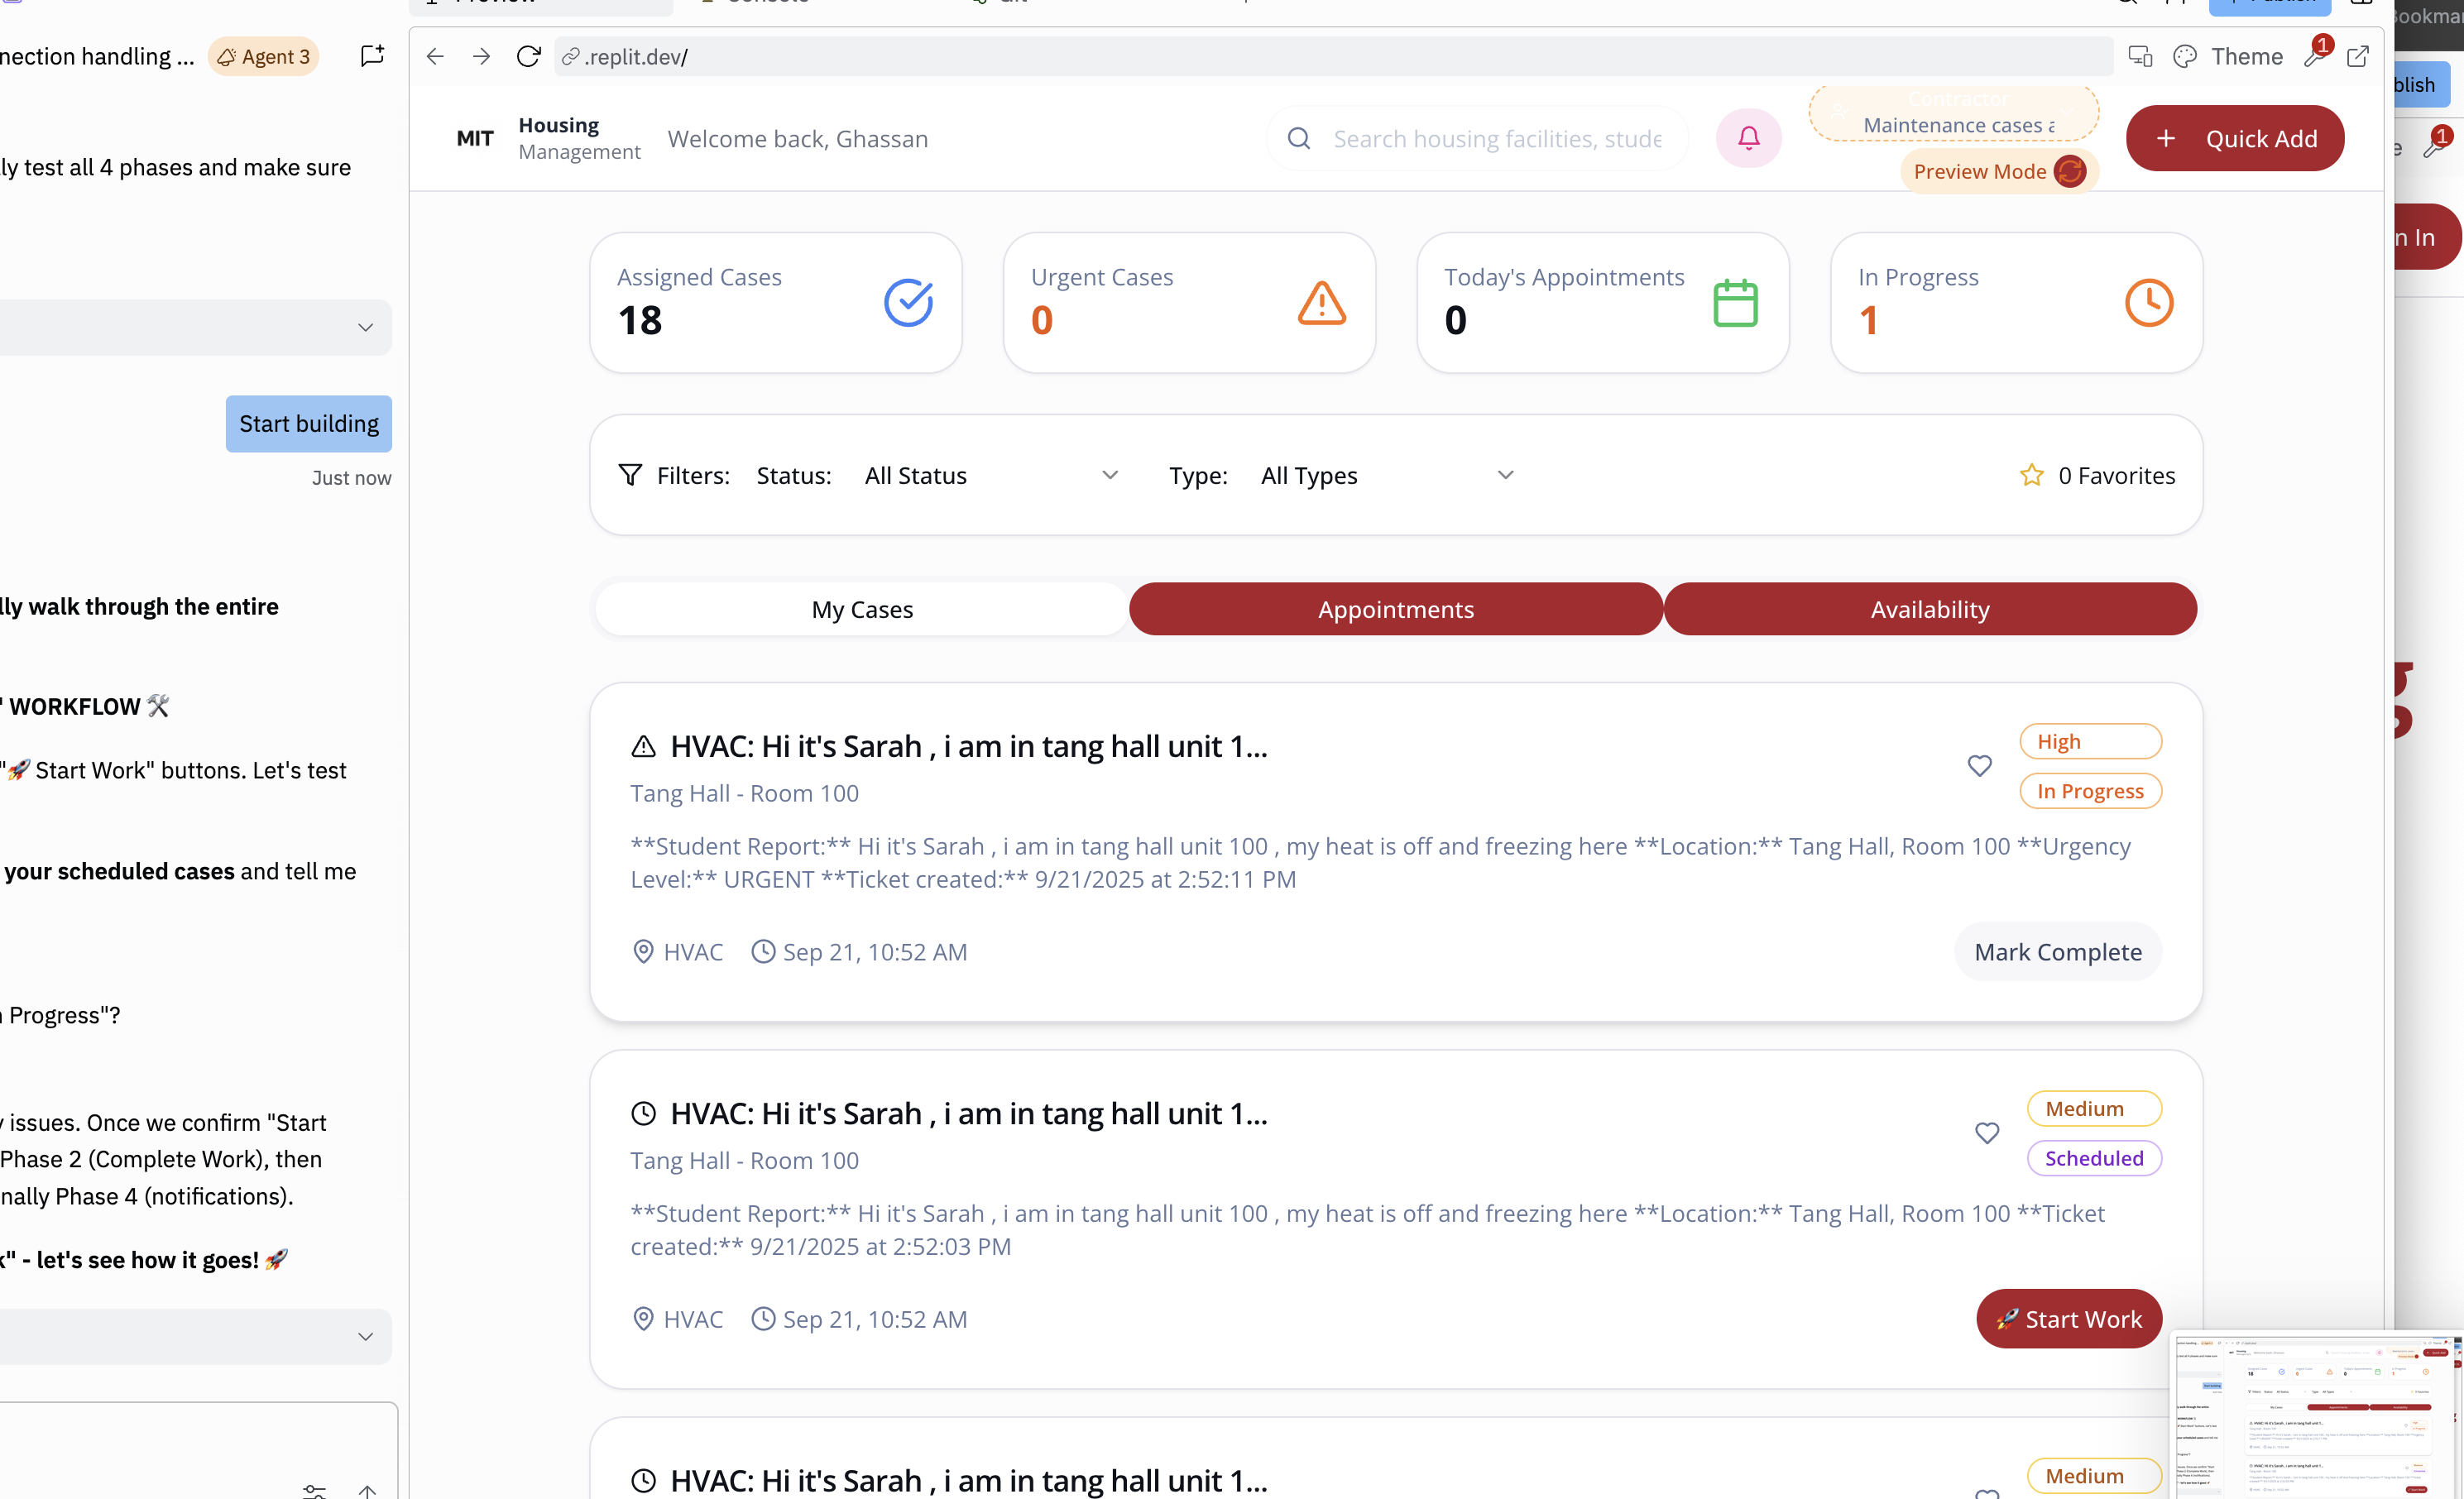 nection handling ...
Agent 3
ly test all 4 phases and make sure
Start building
Just now
lly walk through the entire
" WORKFLOW 🛠️
"🚀 Start Work" buttons. Let's test
your scheduled cases and tell me
n Progress"?
y issues. Once we confirm "Start
Phase 2 (Complete Work), then
nally Phase 4 (notifications).
k" - let's see how it goes! 🚀
.replit.dev/
Theme
1
MIT
Housing
Management
Welcome back, Ghassan
Search housing facilities, stude
Contractor
Maintenance cases a
Preview Mode
+ Quick Add
Assigned Cases
18
Urgent Cases
0
Today's Appointments
0
In Progress
1
Filters:
Status:
All Status
Type:
All Types
0 Favorites
My Cases
Appointments
Availability
HVAC: Hi it's Sarah , i am in tang hall unit 1...
High
Tang Hall - Room 100
In Progress
**Student Report:** Hi it's Sarah , i am in tang hall unit 100 , my heat is off and freezing here **Location:** Tang Hall, Room 100 **Urgency
Level:** URGENT **Ticket created:** 9/21/2025 at 2:52:11 PM
HVAC
Sep 21, 10:52 AM
Mark Complete
HVAC: Hi it's Sarah , i am in tang hall unit 1...
Medium
Tang Hall - Room 100
Scheduled
**Student Report:** Hi it's Sarah , i am in tang hall unit 100 , my heat is off and freezing here **Location:** Tang Hall, Room 100 **Ticket
created:** 9/21/2025 at 2:52:03 PM
HVAC
Sep 21, 10:52 AM
🚀 Start Work
HVAC: Hi it's Sarah , i am in tang hall unit 1...
Medium
Bookmar
blish
e
1
n In
g